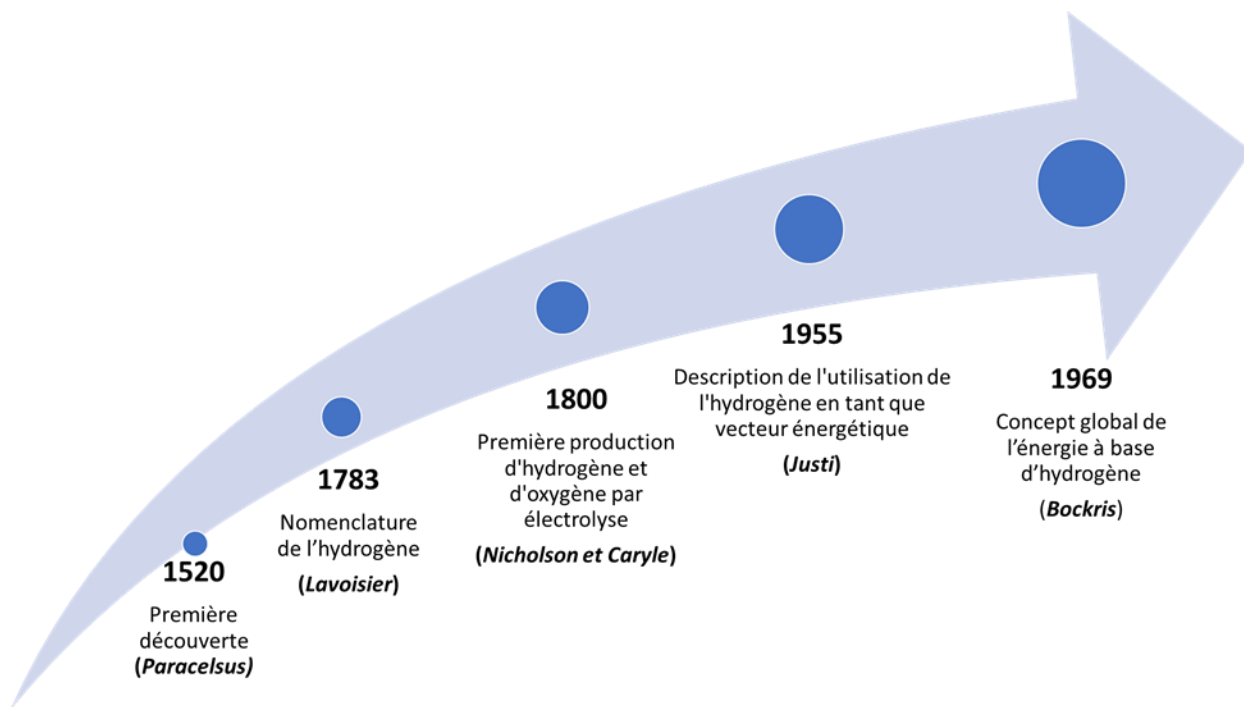 1520
Première
découverte
(Paracelsus)
1783
Nomenclature
de l’hydrogène
(Lavoisier)
1800
Première production
d'hydrogène et
d'oxygène par
électrolyse
(Nicholson et Caryle)
1955
Description de l'utilisation de
l'hydrogène en tant que
vecteur énergétique
(Justi)
1969
Concept global de
l’énergie à base
d’hydrogène
(Bockris)